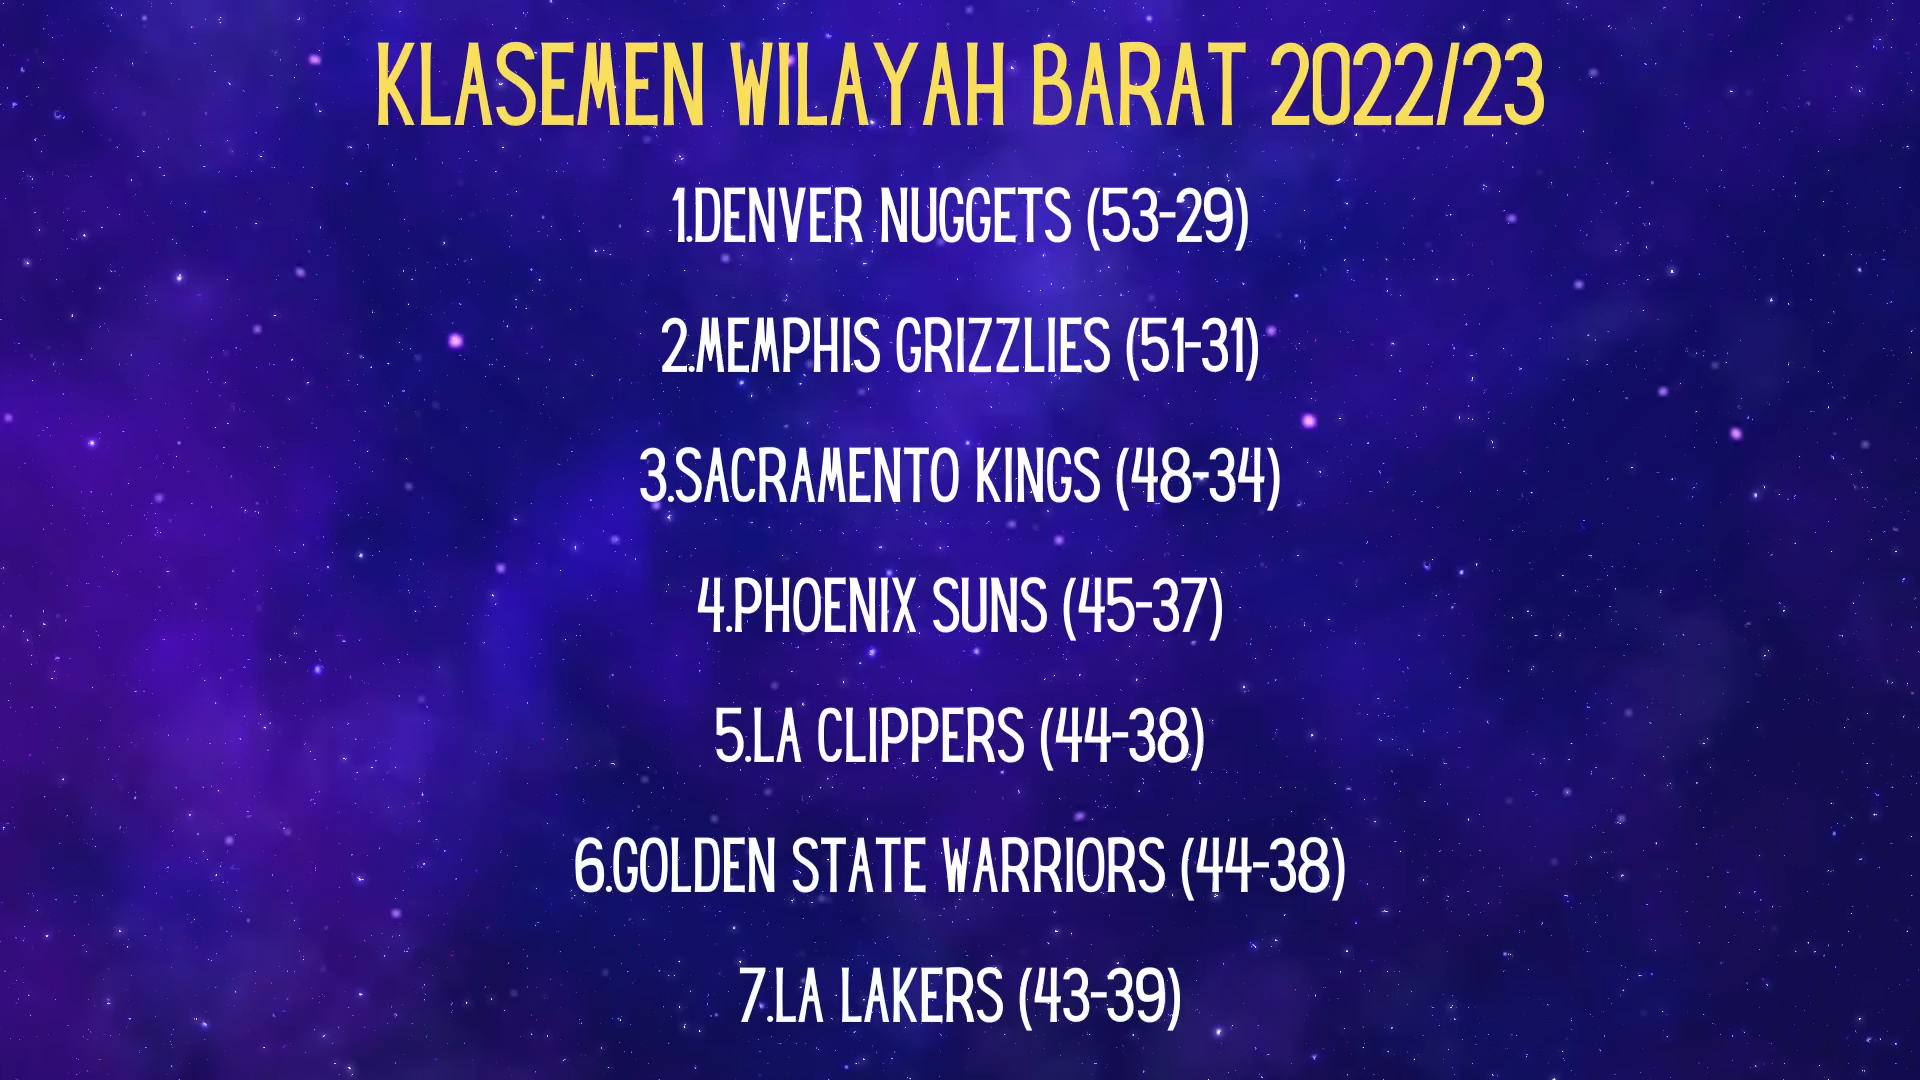 KLASEMEN WILAYAH BARAT 2022/23
1.DENVER NUGGETS (53-29)
2.MEMPHIS GRIZZLIES (51-31)
3.SACRAMENTO KINGS (48-34)
4.PHOENIX SUNS (45-37)
5.LA CLIPPERS (44-38)
6.GOLDEN STATE WARRIORS (44-38)
7.LA LAKERS (43-39)